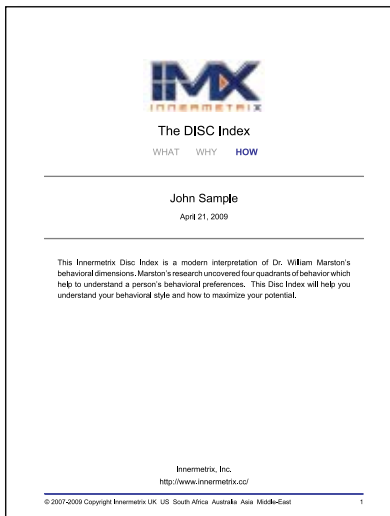 IMX
INNERMETRIX
The DISC Index
WHAT WHY HOW
John Sample
April 21, 2009
This Innermetrix Disc Index is a modern interpretation of Dr. William Marston's
behavioral dimensions. Marston's research uncovered four quadrants of behavior which
help to understand a person's behavioral preferences. This Disc Index will help you
understand your behavioral style and how to maximize your potential.
Innermetrix, Inc.
http://www.innermetrix.cc/
© 2007-2009 Copyright Innermetrix UK US South Africa Australia Asia Middle-East 1